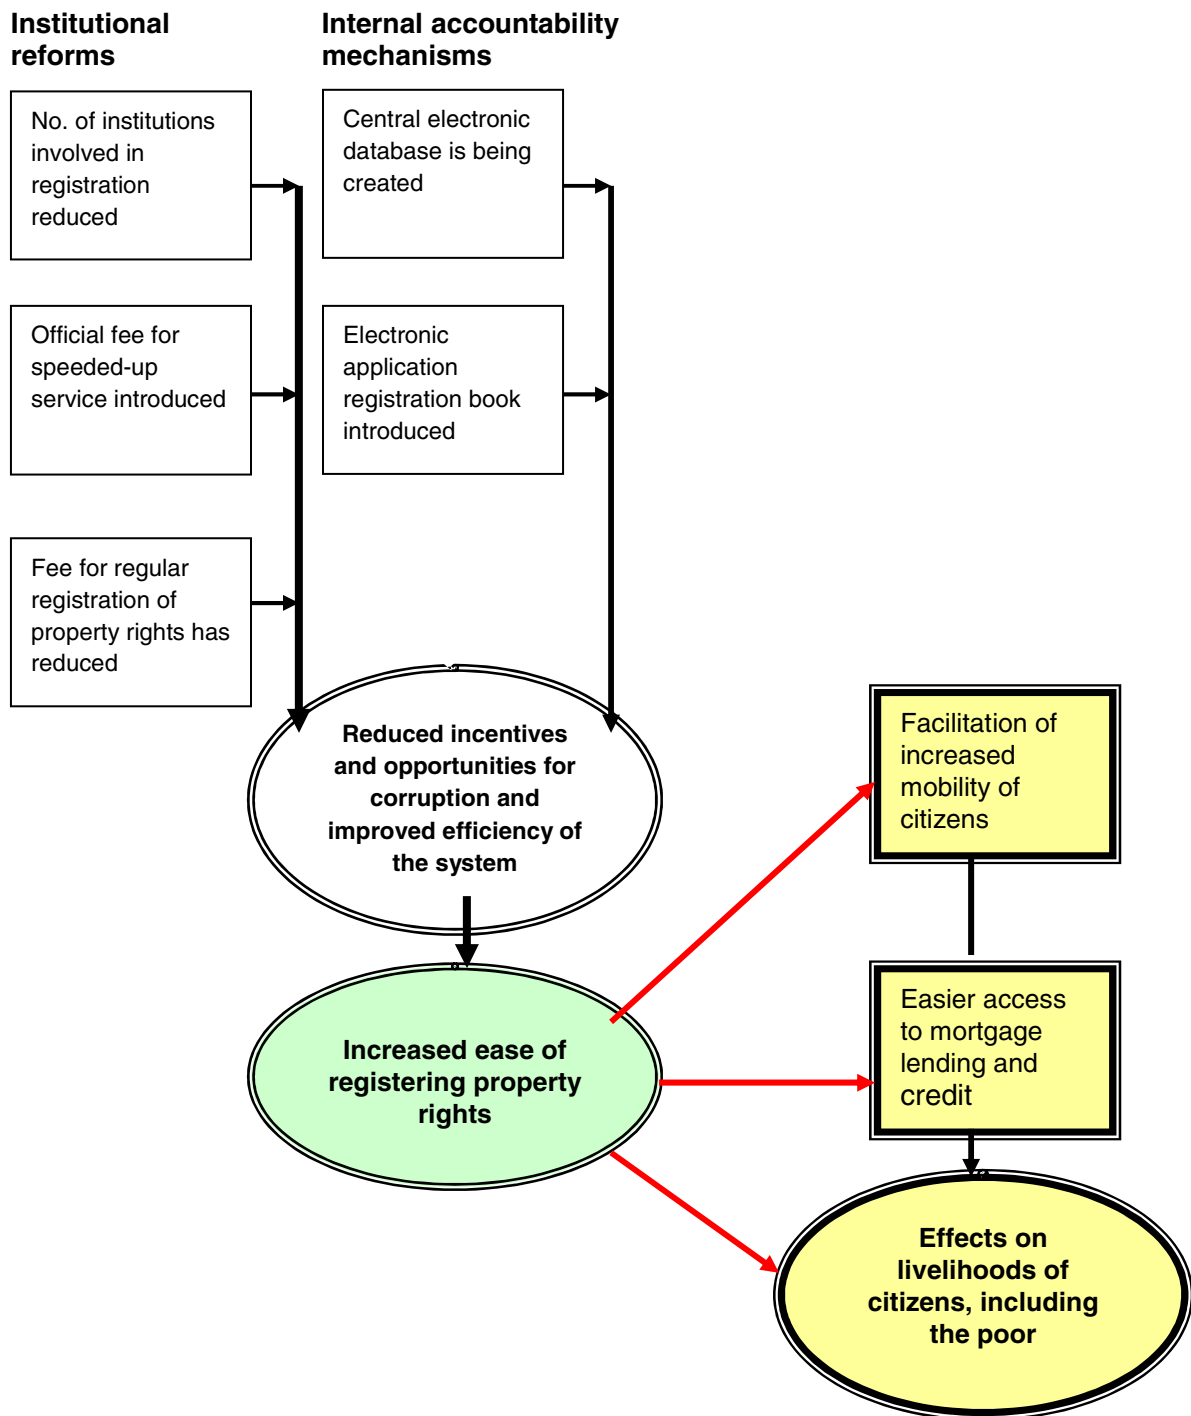 Institutional
reforms
Internal accountability
mechanisms
No. of institutions
involved in
registration
reduced
Central electronic
database is being
created
Official fee for
speeded-up
service introduced
Electronic
application
registration book
introduced
Fee for regular
registration of
property rights has
reduced
Reduced incentives
and opportunities for
corruption and
improved efficiency of
the system
Facilitation of
increased
mobility of
citizens
Increased ease of
registering property
rights
Easier access
to mortgage
lending and
credit
Effects on
livelihoods of
citizens, including
the poor